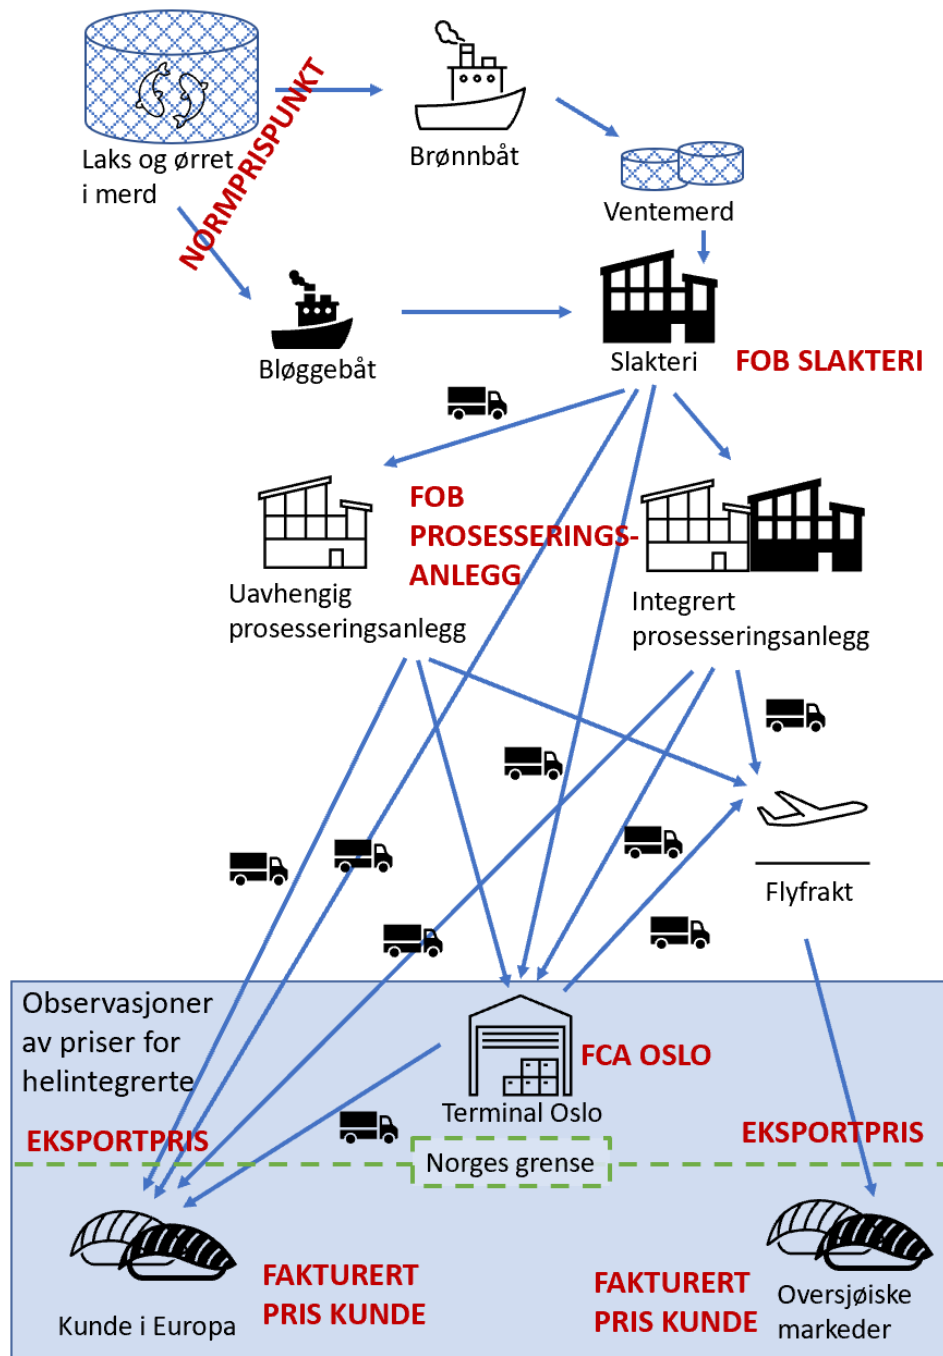 Laks og ørret
i merd
NORMPRISPUNKT
Brønnbåt
Ventemerd
Bløggebåt
Slakteri
FOB SLAKTERI
FOB
PROSESSERINGS-
ANLEGG
Uavhengig
prosesseringsanlegg
Integrert
prosesseringsanlegg
Flyfrakt
Observasjoner
av priser for
helintegrerte
FCA OSLO
Terminal Oslo
EKSPORTPRIS
EKSPORTPRIS
Norges grense
FAKTURERT
PRIS KUNDE
Kunde i Europa
FAKTURERT
PRIS KUNDE
Oversjøiske
markeder